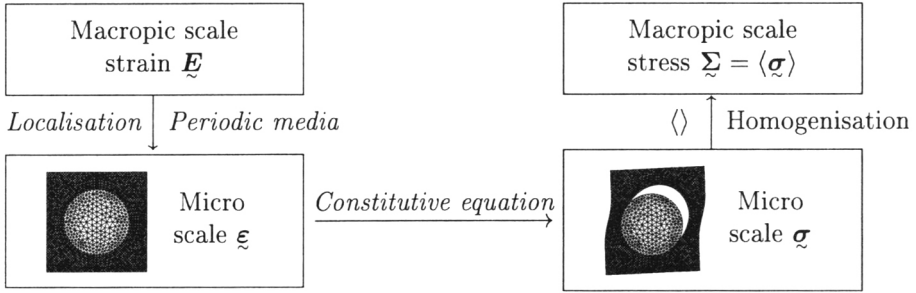 Macropic scale
strain Ḛ
Macropic scale
stress Σ̰ = ⟨σ̰⟩
Localisation
Periodic media
⟨⟩
Homogenisation
Micro
scale ε̰
Constitutive equation
Micro
scale σ̰